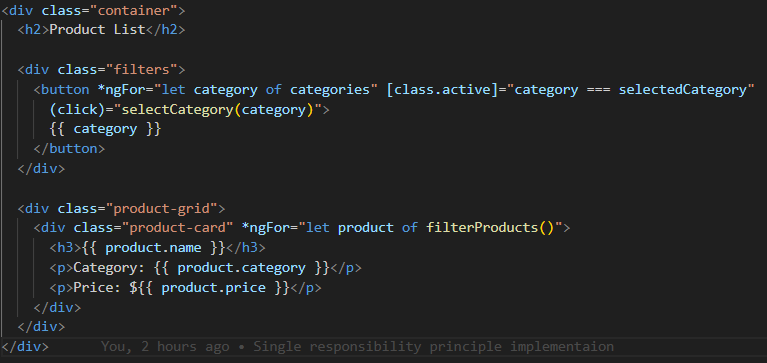 <div class="container">
<h2>Product List</h2>
<div class="filters">
<button *ngFor="let category of categories" [class.active]="category === selectedCategory"
(click)="selectCategory(category)">
{{ category }}
</button>
</div>
<div class="product-grid">
<div class="product-card" *ngFor="let product of filterProducts()">
<h3>{{ product.name }}</h3>
<p>Category: {{ product.category }}</p>
<p>Price: ${{ product.price }}</p>
</div>
</div>
</div> You, 2 hours ago • Single responsibility principle implementaion